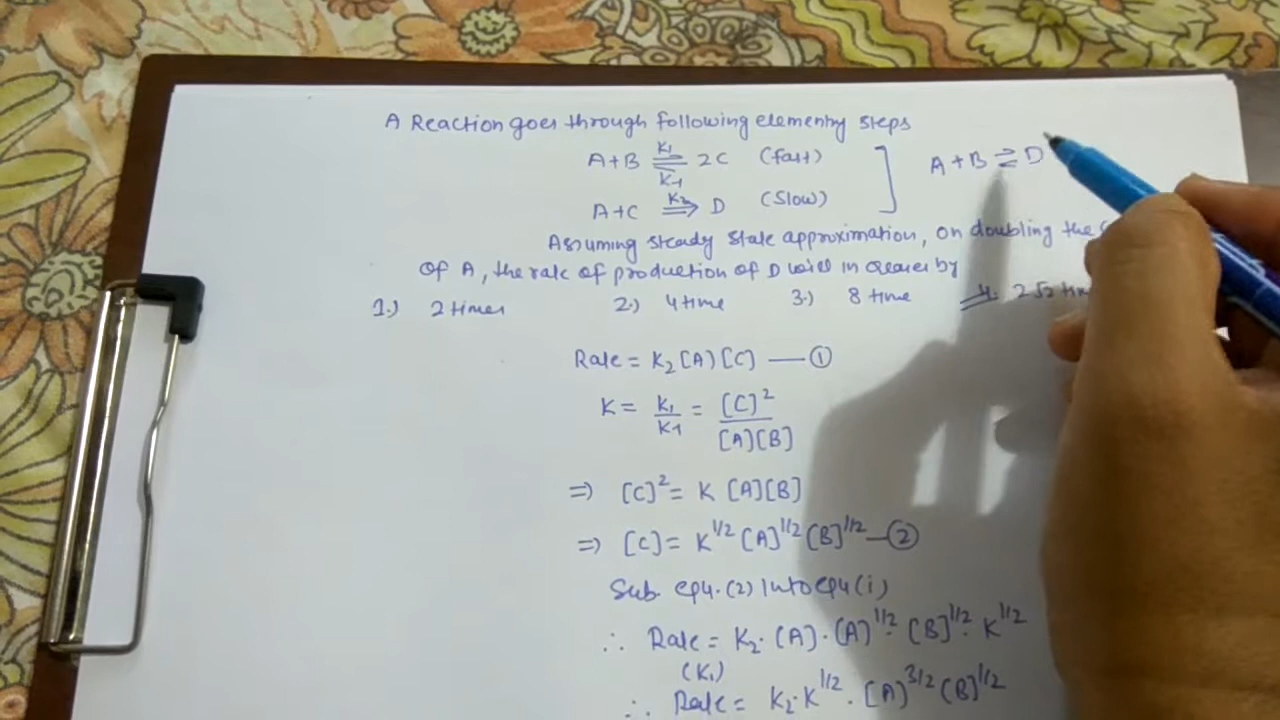 A Reaction goes through following elementry steps
A+B ⇌ 2C (fast)
K1
K-1
A + B ⇌ D
A+C ⟹ D (Slow)
K2
Assuming steady state approximation, on doubling the
of A, the rate of production of D will increases by
1.) 2 times 2.) 4 time 3.) 8 time 4. 2√2
Rate = K2 [A] [C] — ①
K = K1/K-1 = [C]²/[A][B]
⇒ [C]² = K [A][B]
⇒ [C] = K^1/2 [A]^1/2 [B]^1/2 — ②
Sub eqn. (2) Into eqn (i)
∴ Rate = K2. [A] . [A]^1/2. [B]^1/2. K^1/2
(K1)
∴ Rate = K2. K^1/2 . [A]^3/2 [B]^1/2